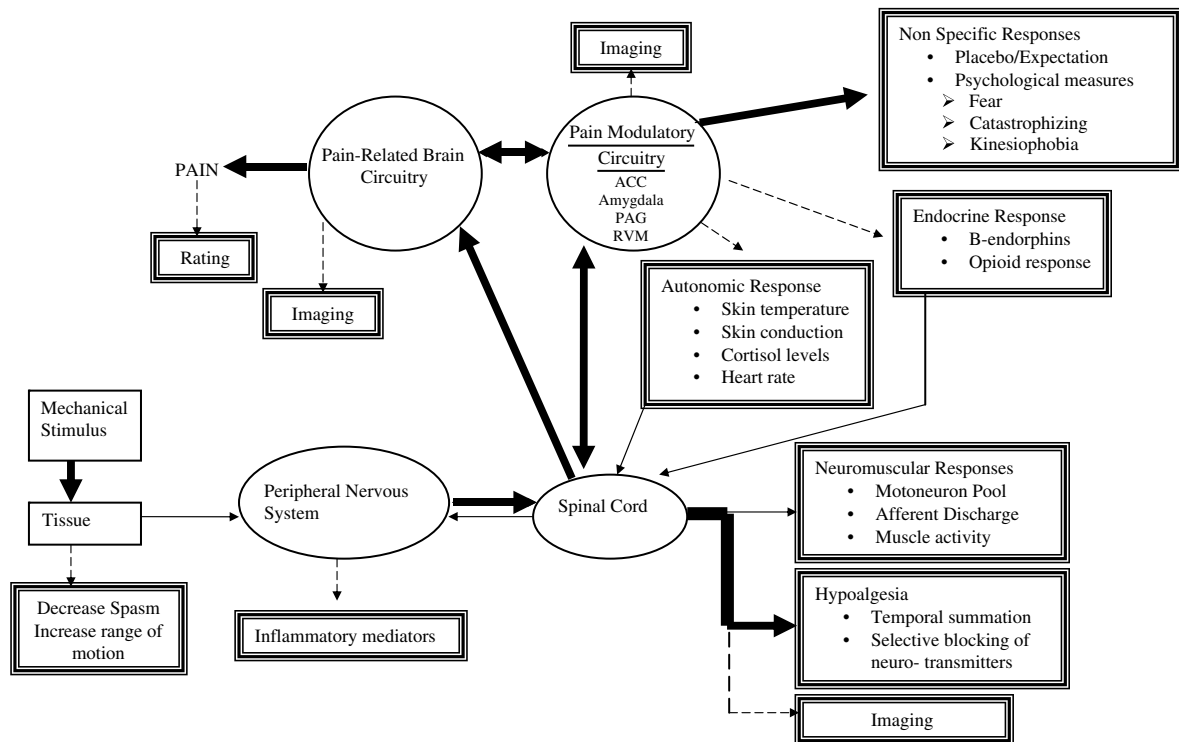 Imaging
Non Specific Responses
• Placebo/Expectation
• Psychological measures
➢ Fear
➢ Catastrophizing
➢ Kinesiophobia
Pain-Related Brain
Circuitry
Pain Modulatory
Circuitry
ACC
Amygdala
PAG
RVM
PAIN
Rating
Imaging
Endocrine Response
• B-endorphins
• Opioid response
Autonomic Response
• Skin temperature
• Skin conduction
• Cortisol levels
• Heart rate
Mechanical
Stimulus
Tissue
Peripheral Nervous
System
Spinal Cord
Neuromuscular Responses
• Motoneuron Pool
• Afferent Discharge
• Muscle activity
Decrease Spasm
Increase range of
motion
Inflammatory mediators
Hypoalgesia
• Temporal summation
• Selective blocking of
neuro- transmitters
Imaging